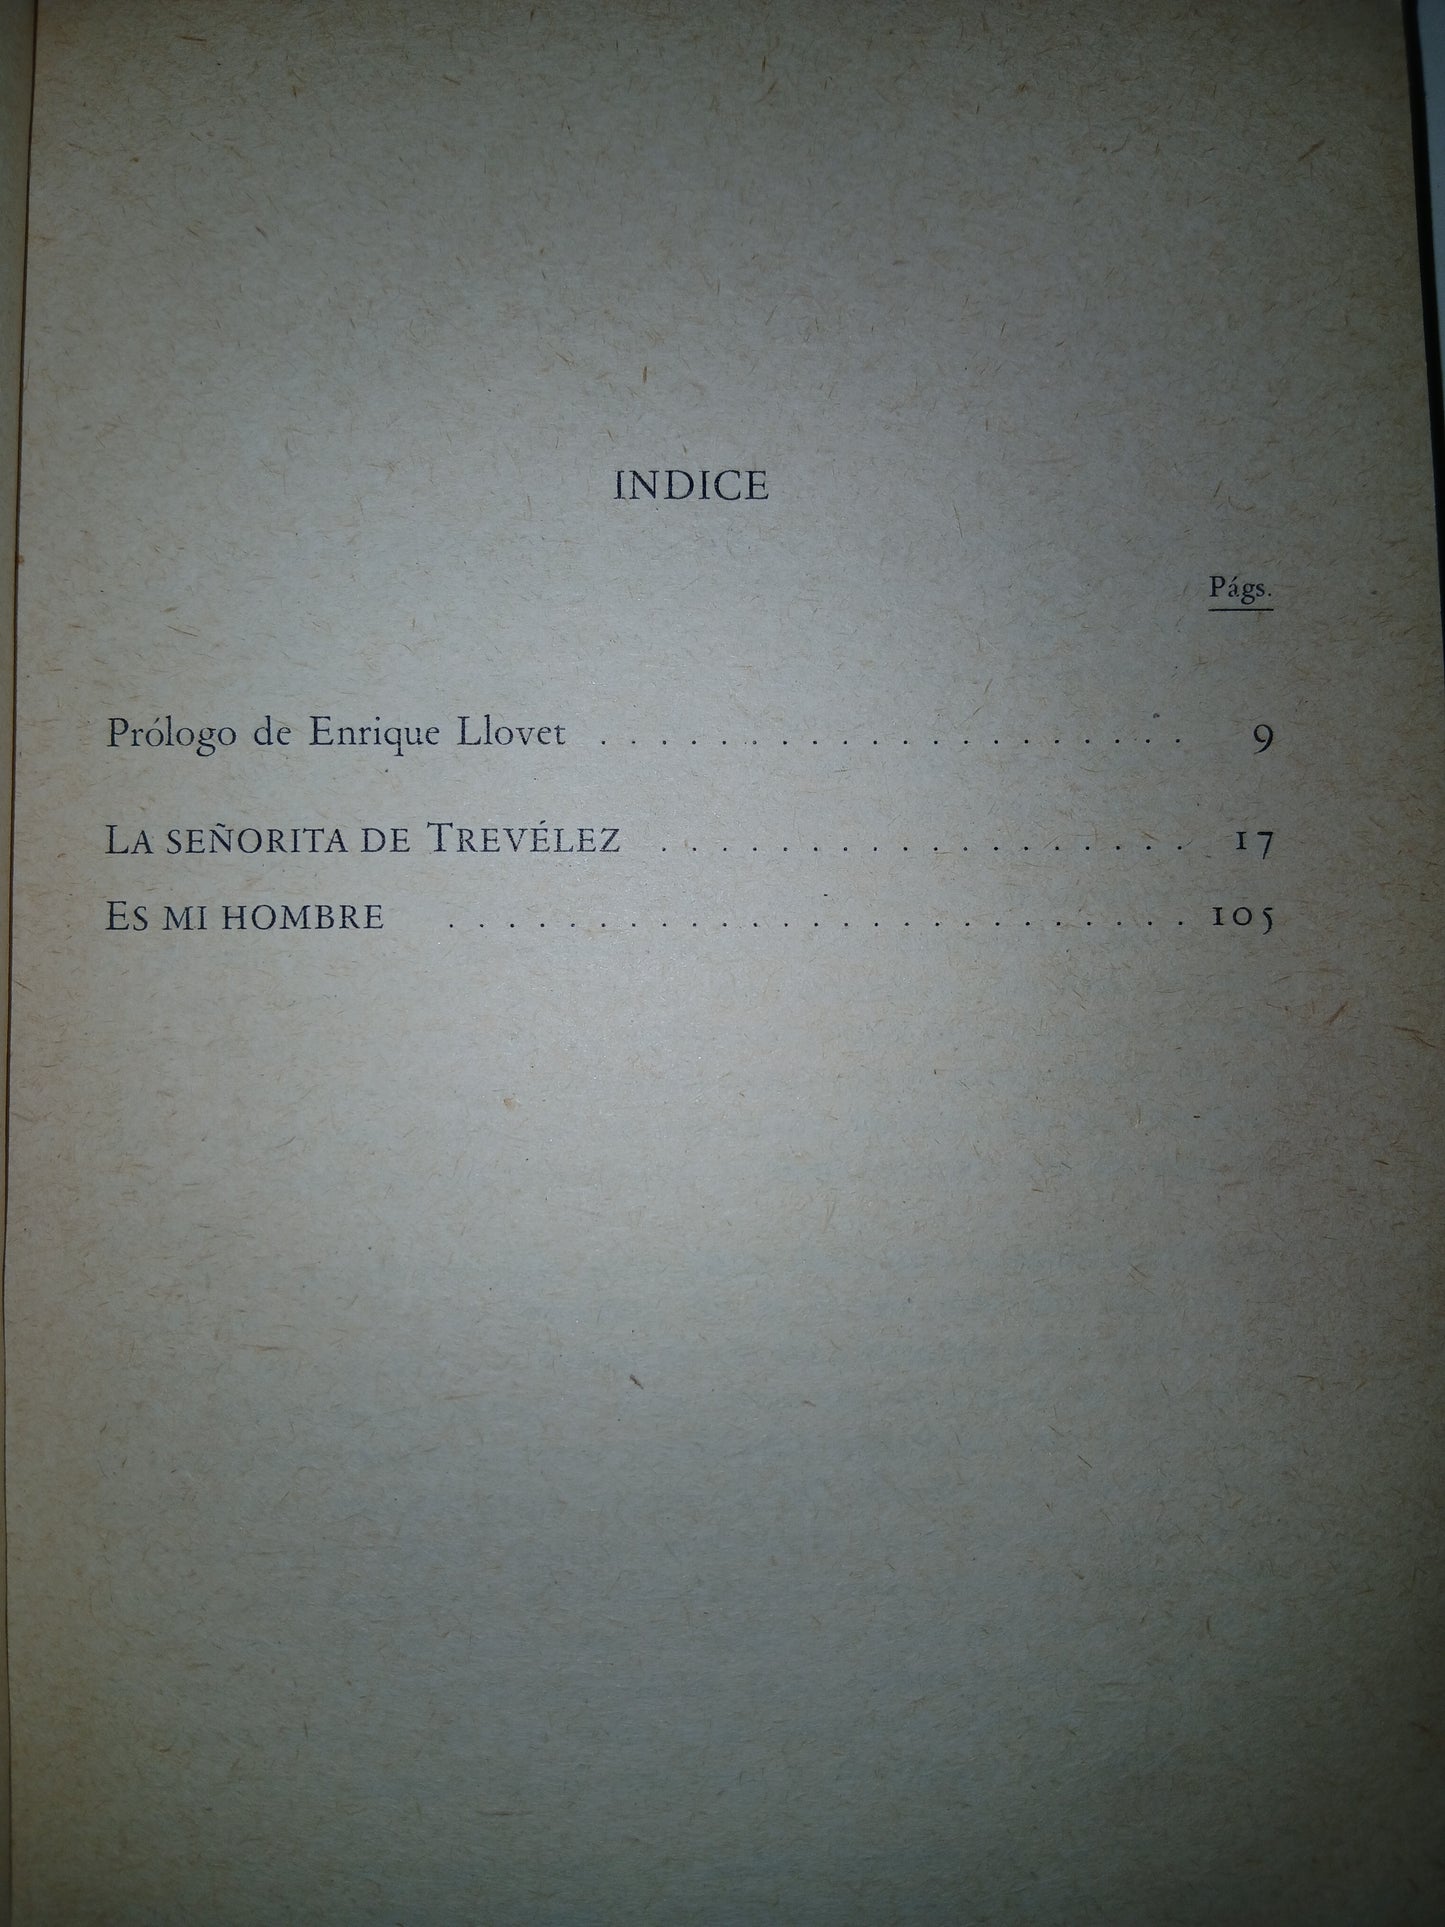 INDICE
Págs.
Prólogo de Enrique Llovet . . . . . . . . . . . . . . . . . . . . 9
LA SEÑORITA DE TREVÉLEZ . . . . . . . . . . . . . . . . . . 17
ES MI HOMBRE . . . . . . . . . . . . . . . . . . . . . . . . . 105